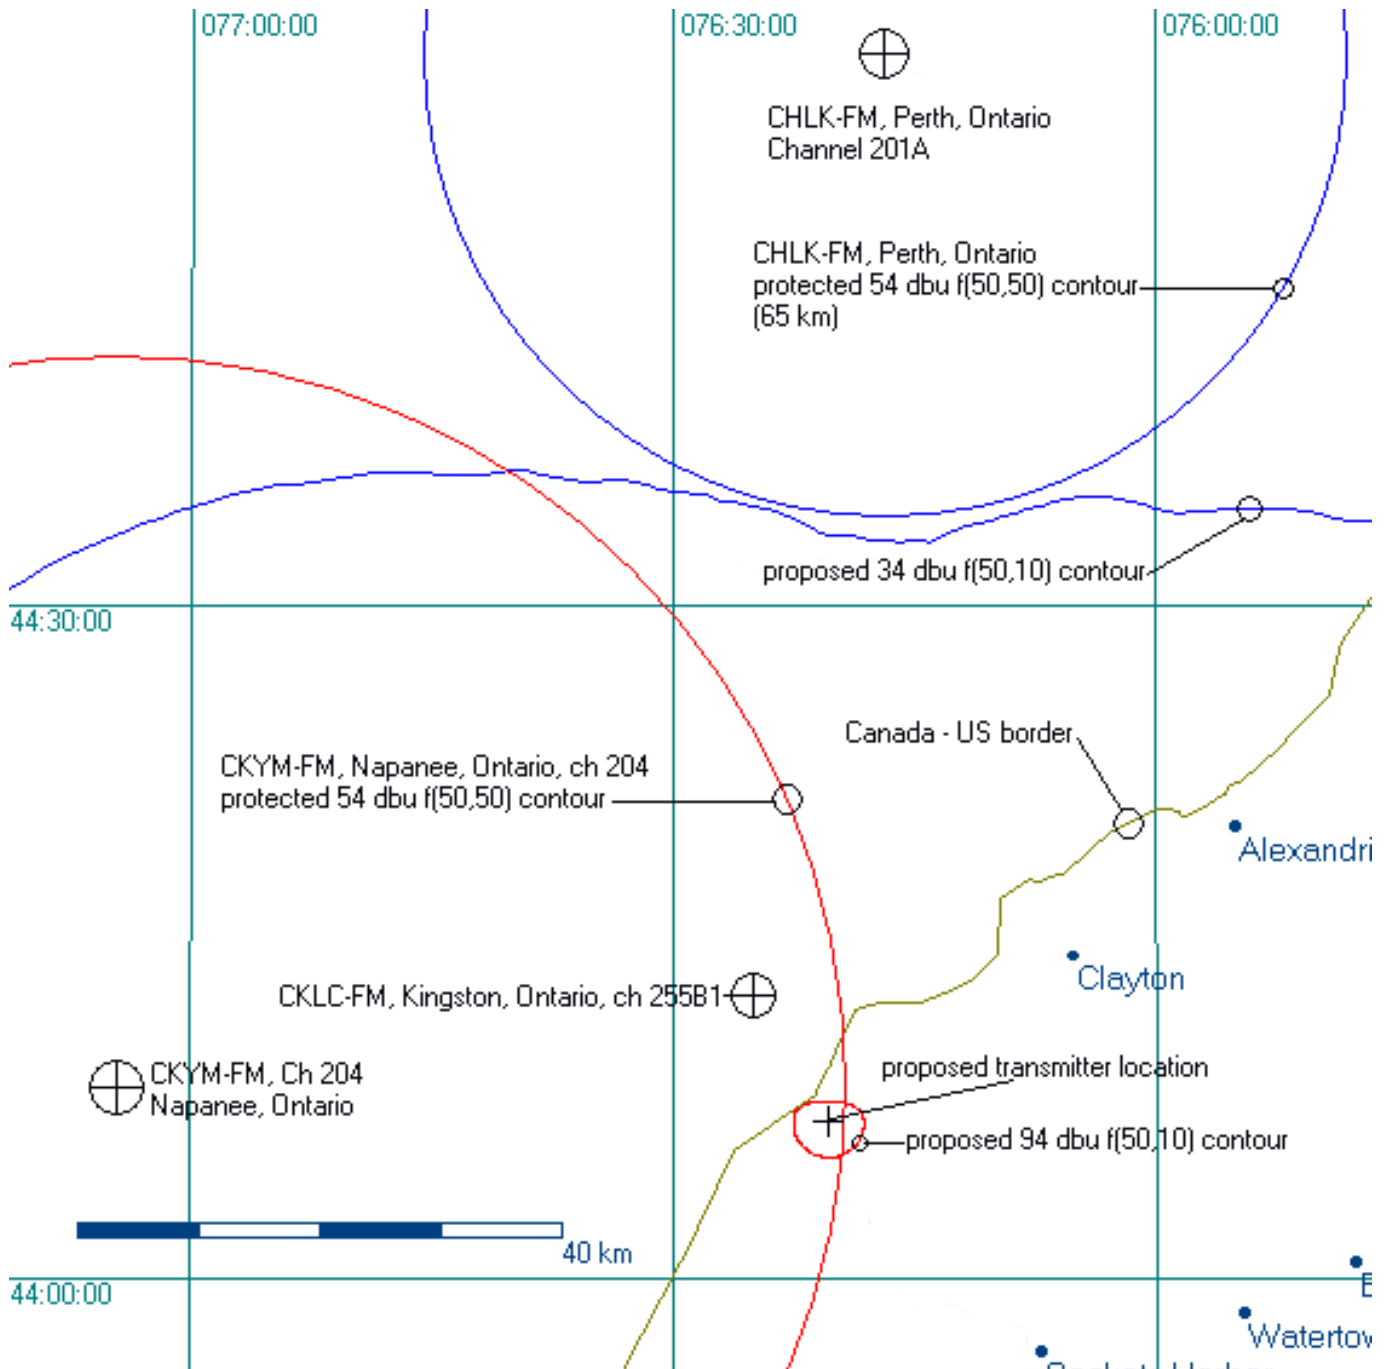 077:00:00
076:30:00
076:00:00
CHLK-FM, Perth, Ontario
Channel 201A
CHLK-FM, Perth, Ontario
protected 54 dbu f(50,50) contour
(65 km)
proposed 34 dbu f(50,10) contour
44:30:00
Canada - US border
CKYM-FM, Napanee, Ontario, ch 204
protected 54 dbu f(50,50) contour
Alexandri
Clayton
CKLC-FM, Kingston, Ontario, ch 255B1
proposed transmitter location
CKYM-FM, Ch 204
Napanee, Ontario
proposed 94 dbu f(50,10) contour
40 km
44:00:00
Watertow